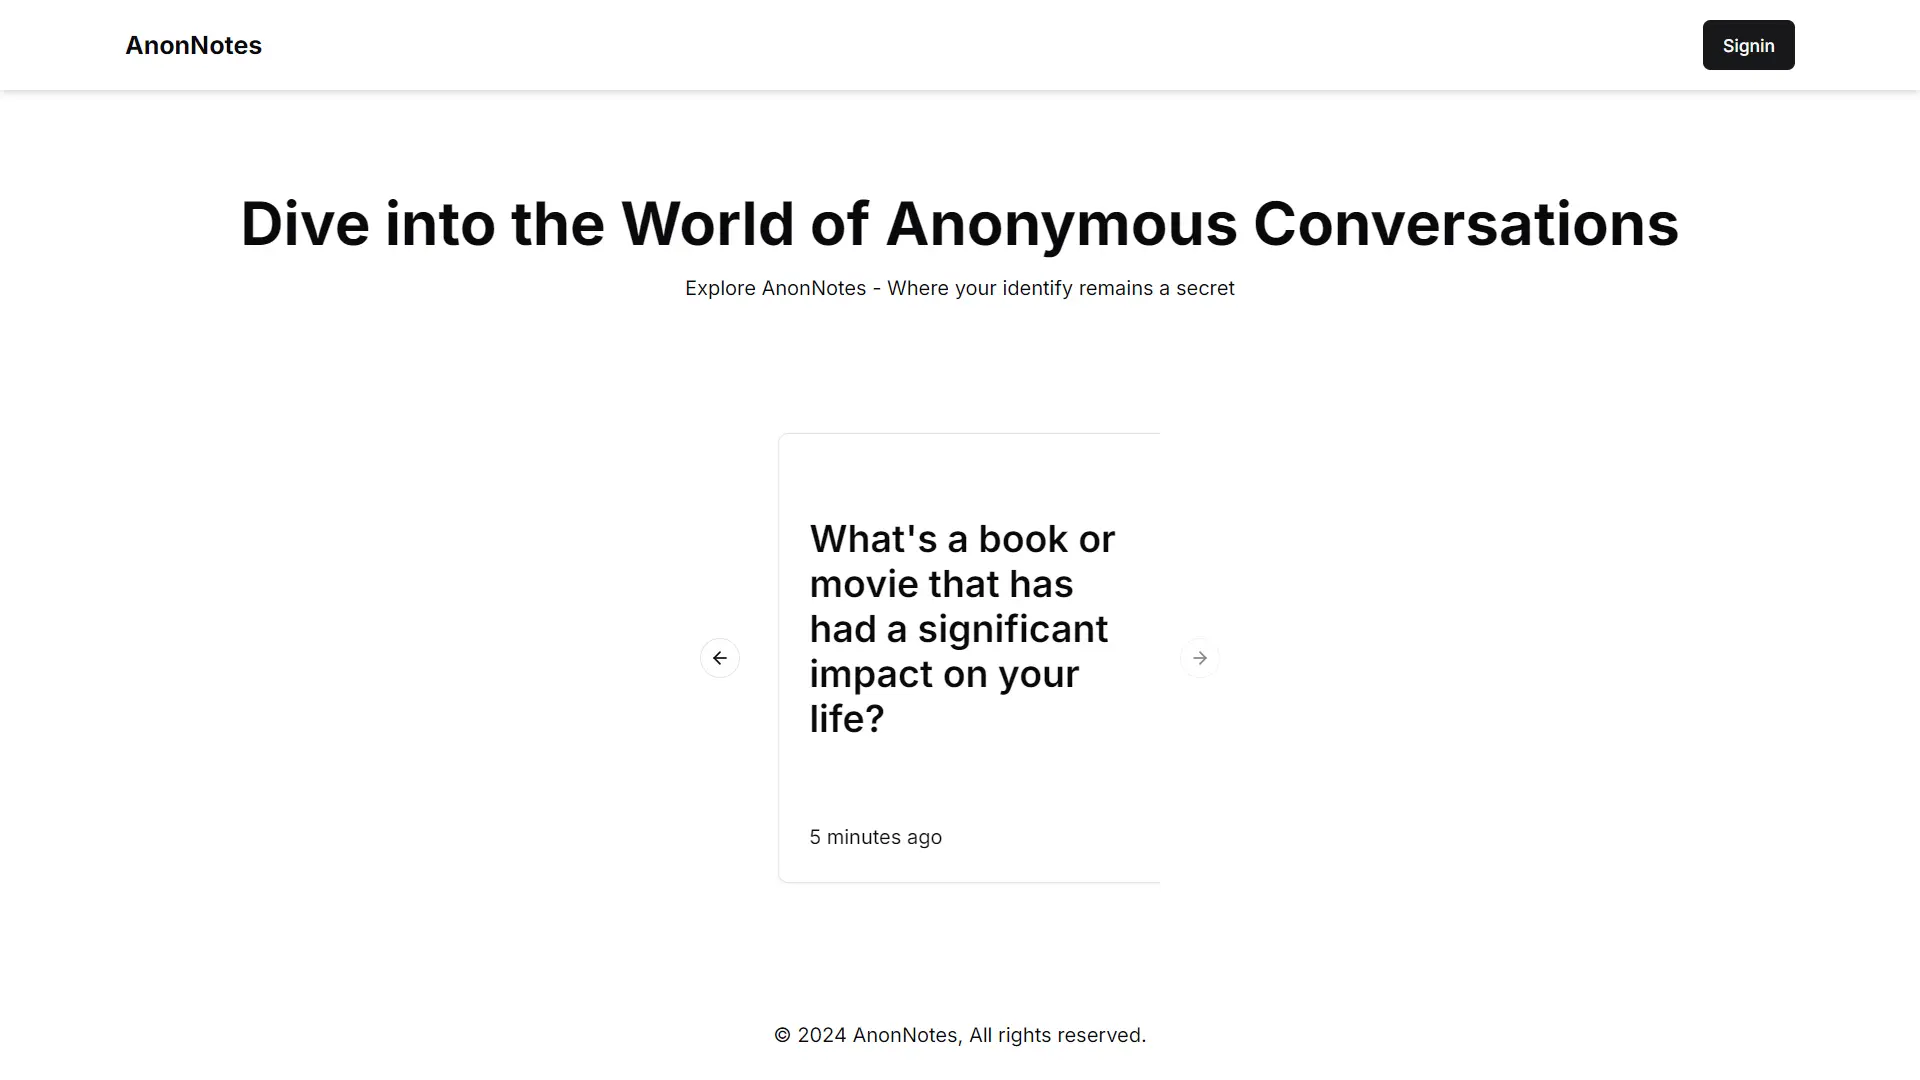 AnonNotes
Signin
Dive into the World of Anonymous Conversations
Explore AnonNotes - Where your identify remains a secret
What's a book or
movie that has
had a significant
impact on your
life?
5 minutes ago
© 2024 AnonNotes, All rights reserved.